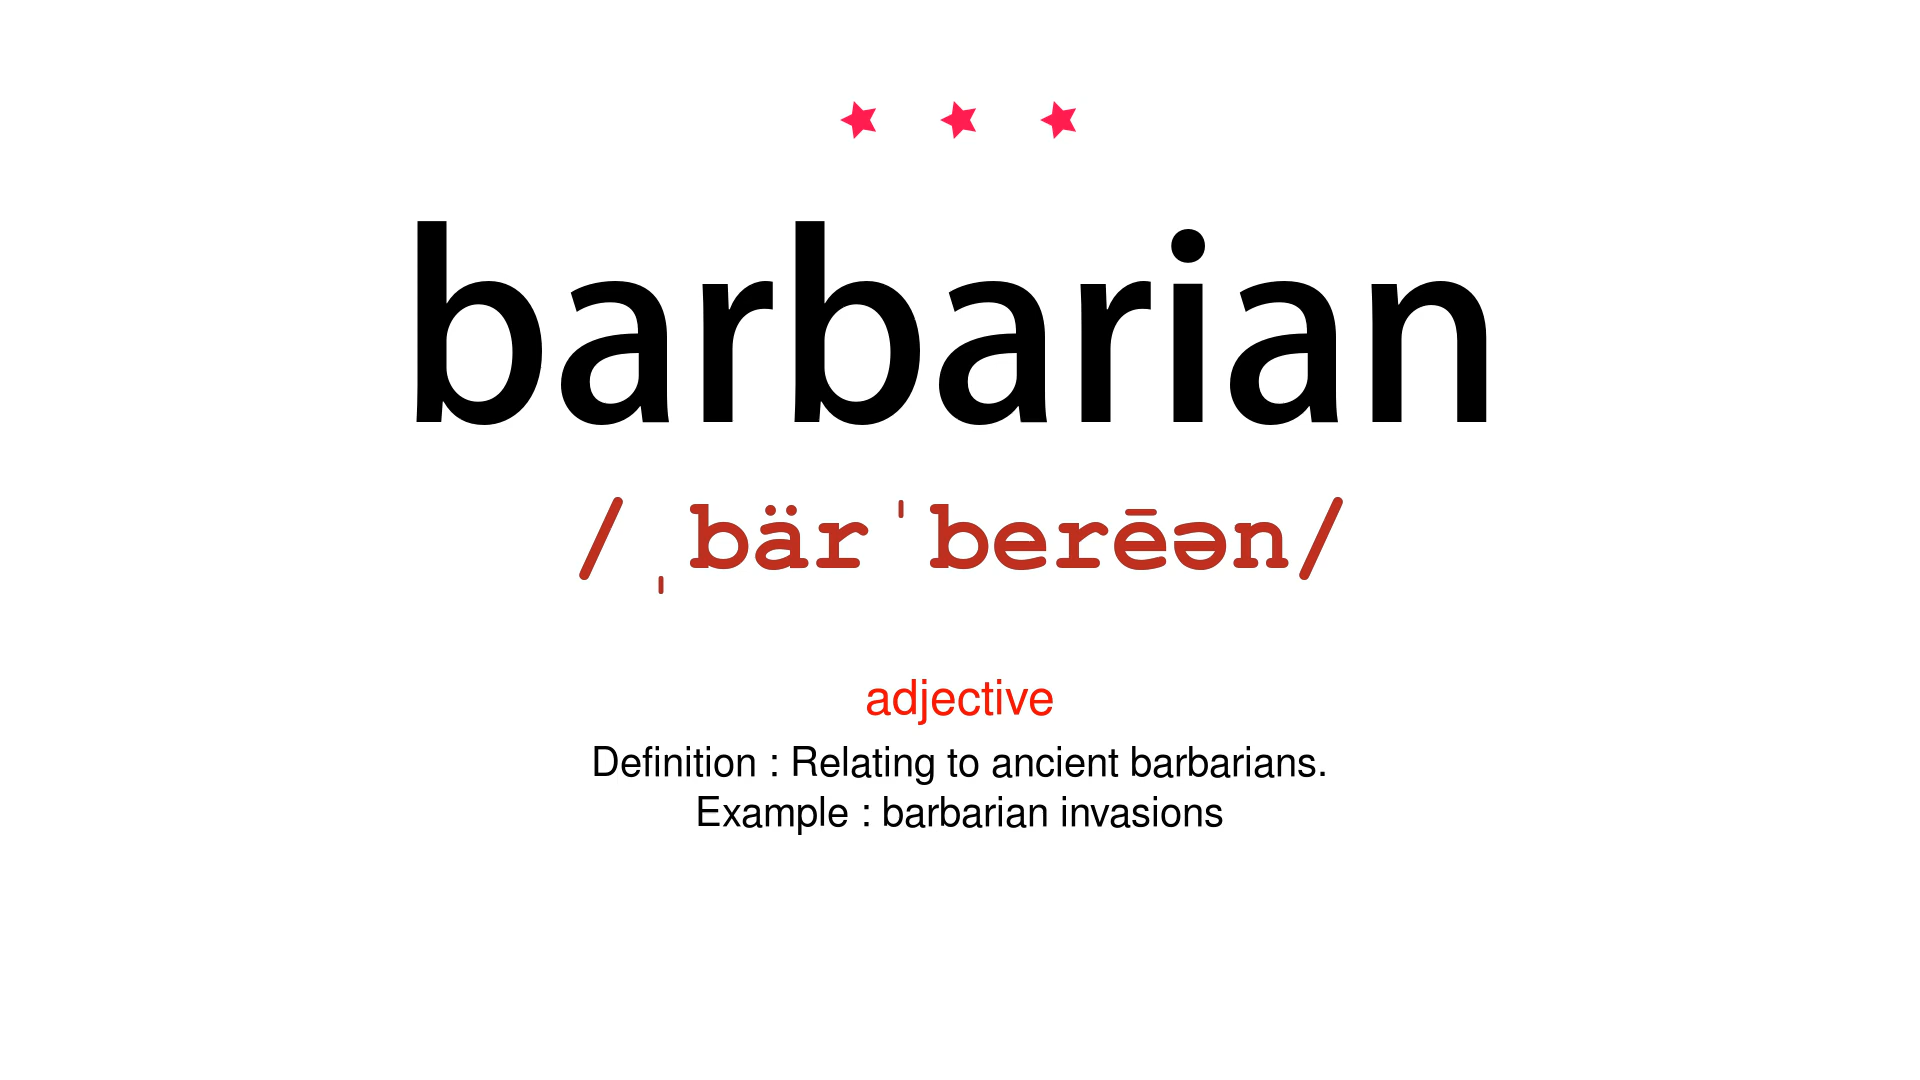 barbarian
/ˌbärˈberēən/
adjective
Definition : Relating to ancient barbarians.
Example : barbarian invasions